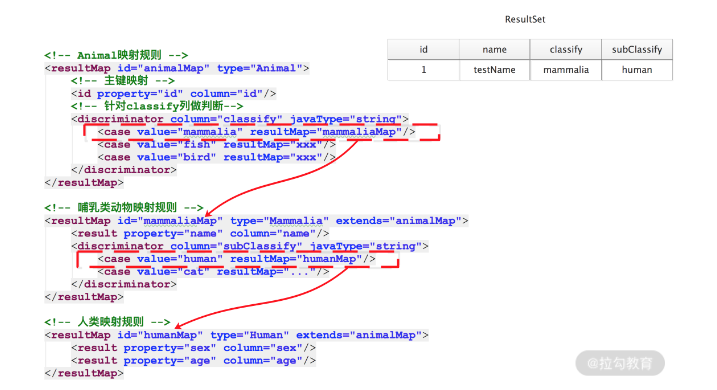 ResultSet
id name classify subClassify
1 testName mammalia human
<!-- Animal映射规则 -->
<resultMap id="animalMap" type="Animal">
<!-- 主键映射 -->
<id property="id" column="id"/>
<!-- 针对classify列做判断-->
<discriminator column="classify" javaType="string">
<case value="mammalia" resultMap="mammaliaMap"/>
<case value="fish" resultMap="xxx"/>
<case value="bird" resultMap="xxx"/>
</discriminator>
</resultMap>
<!-- 哺乳类动物映射规则 -->
<resultMap id="mammaliaMap" type="Mammalia" extends="animalMap">
<result property="name" column="name"/>
<discriminator column="subClassify" javaType="string">
<case value="human" resultMap="humanMap"/>
<case value="cat" resultMap="..."/>
</discriminator>
</resultMap>
<!-- 人类映射规则 -->
<resultMap id="humanMap" type="Human" extends="animalMap">
<result property="sex" column="sex"/>
<result property="age" column="age"/>
</resultMap>
@拉勾教育